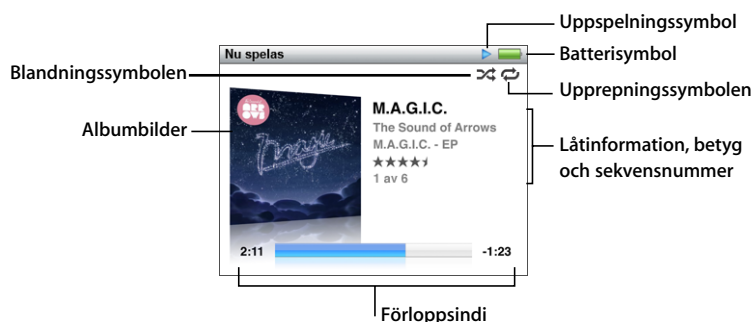 Uppspelningssymbol
Nu spelas
Batterisymbol
Blandningssymbolen
Upprepningssymbolen
Albumbilder
M.A.G.I.C.
The Sound of Arrows
M.A.G.I.C. - EP
1 av 6
Låtinformation, betyg
och sekvensnummer
magic
2:11
-1:23
Förloppsindi